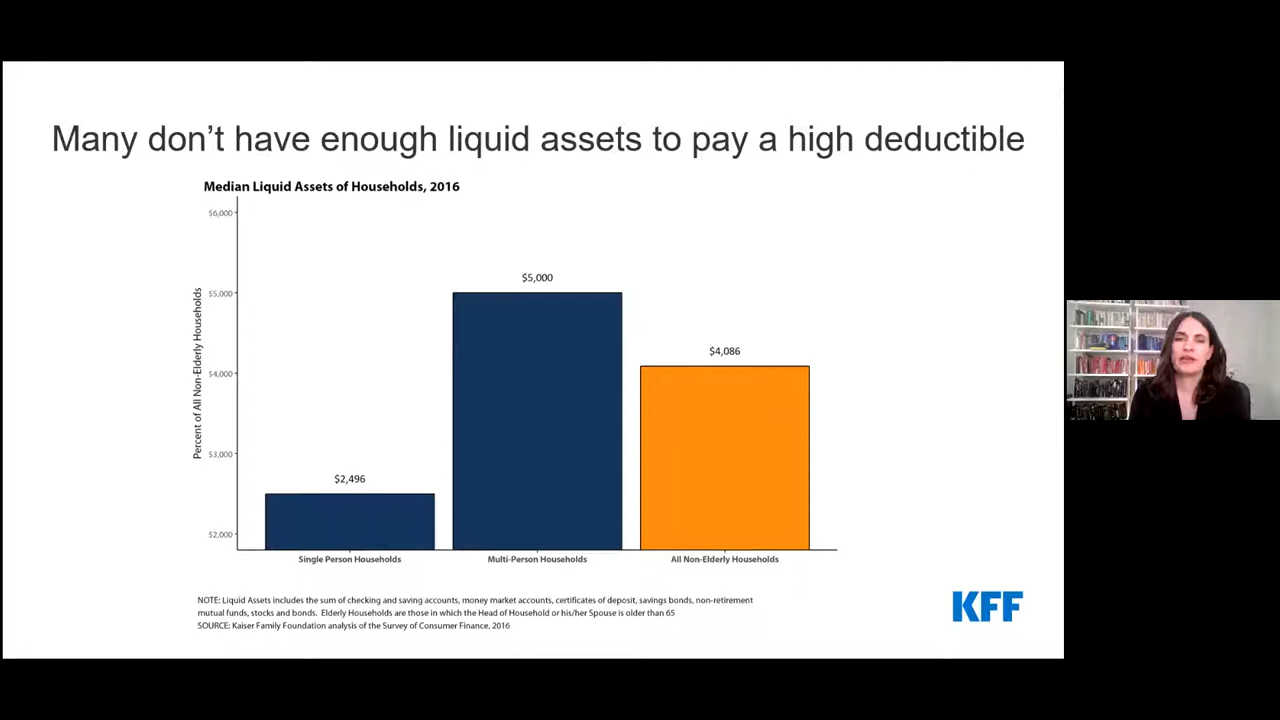 Many don’t have enough liquid assets to pay a high deductible
Median Liquid Assets of Households, 2016
Percent of All Non-Elderly Households
$6,000
$5,000
$4,000
$3,000
$2,000
$2,496
$5,000
$4,086
Single Person Households
Multi-Person Households
All Non-Elderly Households
NOTE: Liquid Assets includes the sum of checking and saving accounts, money market accounts, certificates of deposit, savings bonds, non-retirement
mutual funds, stocks and bonds.  Elderly Households are those in which the Head of Household or his/her Spouse is older than 65
SOURCE: Kaiser Family Foundation analysis of the Survey of Consumer Finance, 2016
KFF